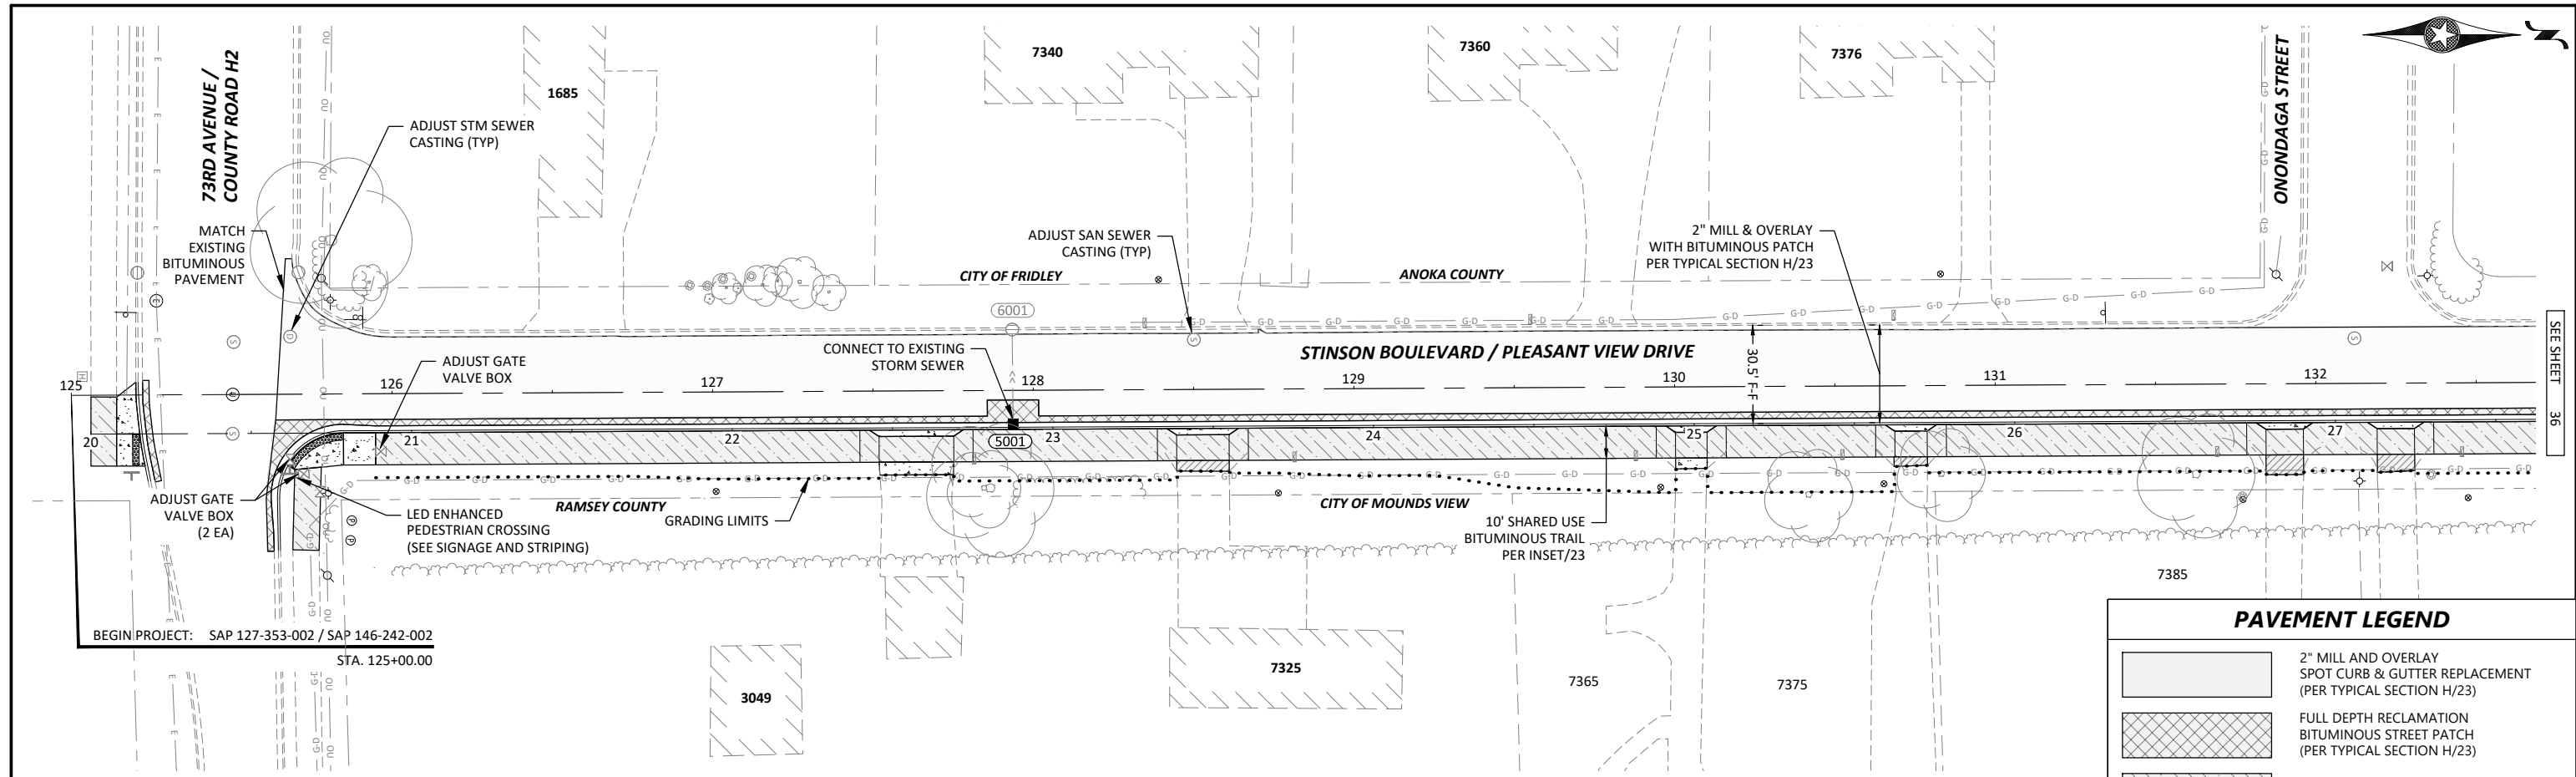 73RD AVENUE /
COUNTY ROAD H2
1685
7340
7360
7376
ONONDAGA STREET
ADJUST STM SEWER
CASTING (TYP)
MATCH
EXISTING
BITUMINOUS
PAVEMENT
ADJUST SAN SEWER
CASTING (TYP)
2" MILL & OVERLAY
WITH BITUMINOUS PATCH
PER TYPICAL SECTION H/23
CITY OF FRIDLEY
ANOKA COUNTY
6001
CONNECT TO EXISTING
STORM SEWER
STINSON BOULEVARD / PLEASANT VIEW DRIVE
30.5' F-F
SEE SHEET 36
ADJUST GATE
VALVE BOX
125
126
127
128
129
130
131
132
20
21
22
5001
23
24
25
26
27
ADJUST GATE
VALVE BOX
(2 EA)
LED ENHANCED
PEDESTRIAN CROSSING
(SEE SIGNAGE AND STRIPING)
RAMSEY COUNTY
GRADING LIMITS
CITY OF MOUNDS VIEW
10' SHARED USE
BITUMINOUS TRAIL
PER INSET/23
BEGIN PROJECT: SAP 127-353-002 / SAP 146-242-002
STA. 125+00.00
3049
7325
7365
7375
7385
PAVEMENT LEGEND
2" MILL AND OVERLAY
SPOT CURB & GUTTER REPLACEMENT
(PER TYPICAL SECTION H/23)
FULL DEPTH RECLAMATION
BITUMINOUS STREET PATCH
(PER TYPICAL SECTION H/23)